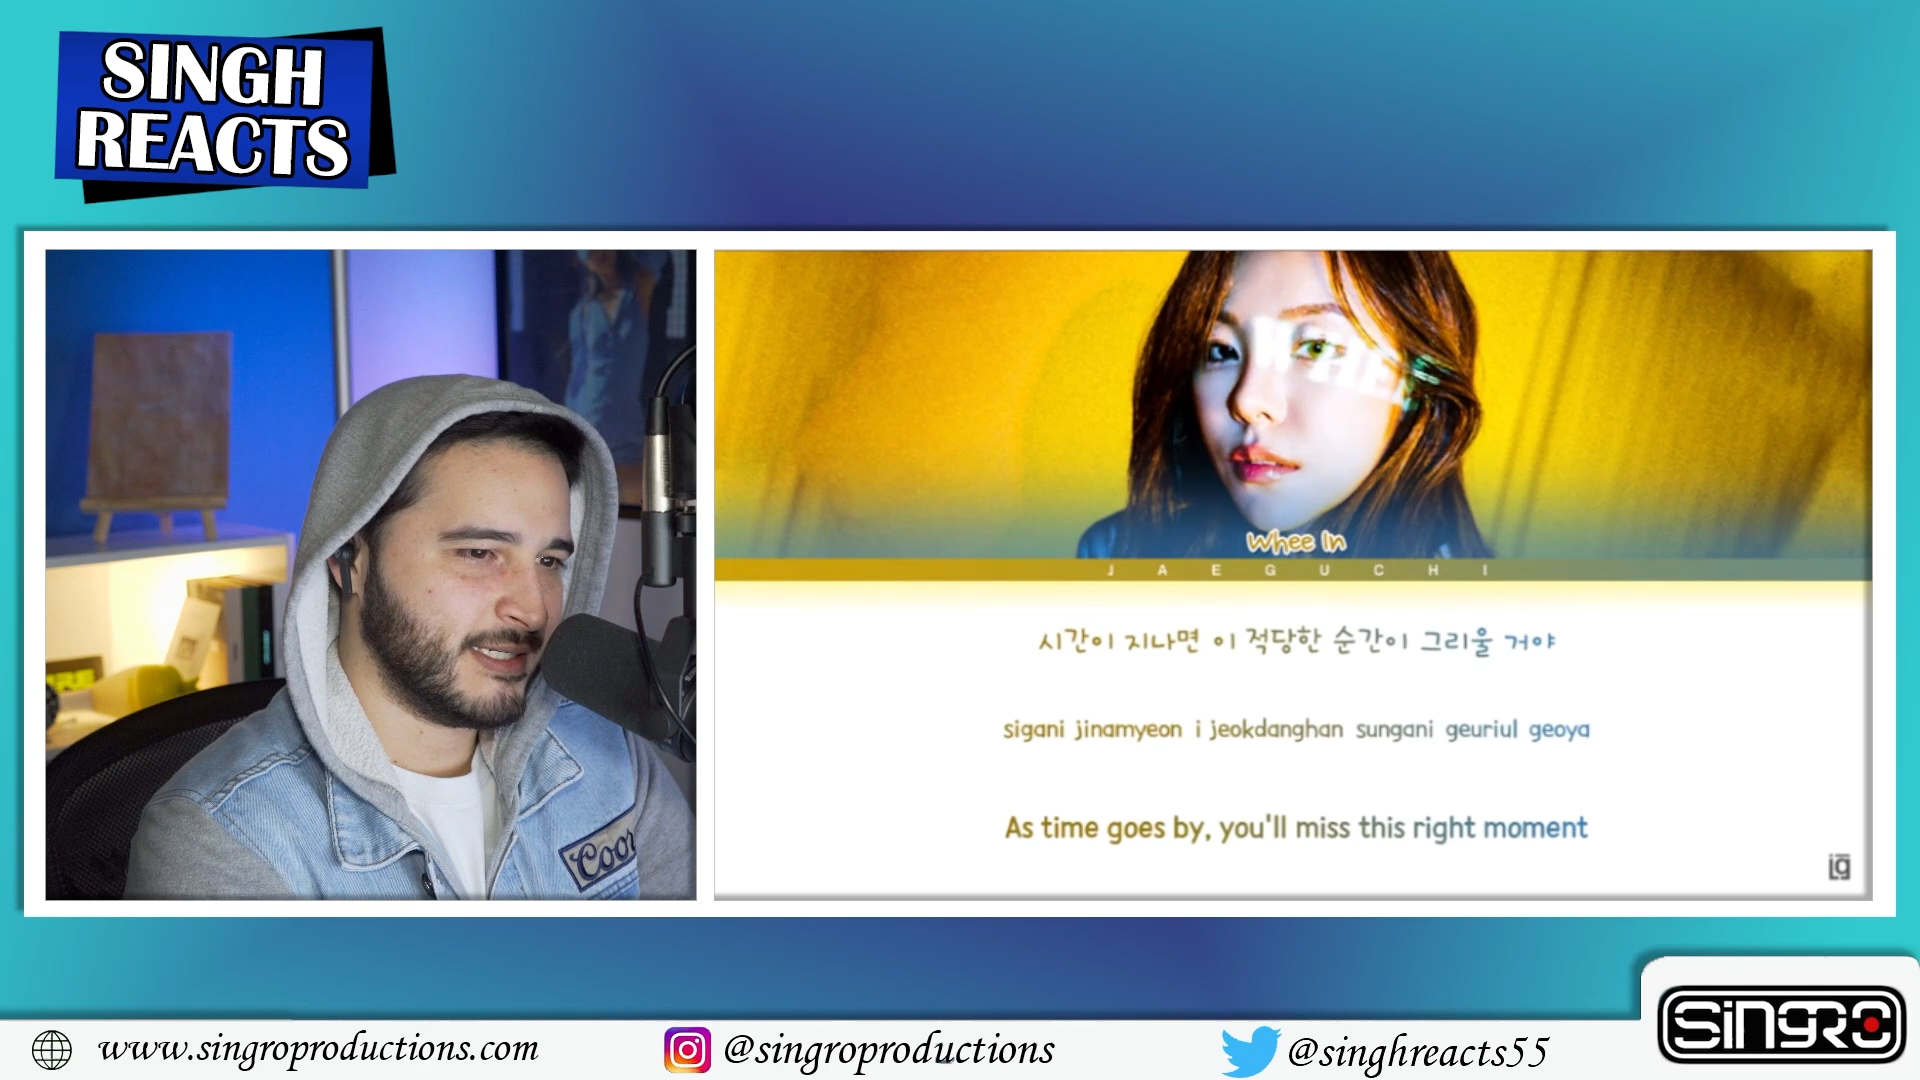 SINGH
REACTS
Whee In
JAEGUCHI
시간이 지나면 이 적당한 순간이 그리울 거야
sigani jinamyeon i jeokdanghan sungani geuriul geoya
As time goes by, you'll miss this right moment
Coor
www.singroproductions.com
@singroproductions
@singhreacts55
SINGRO